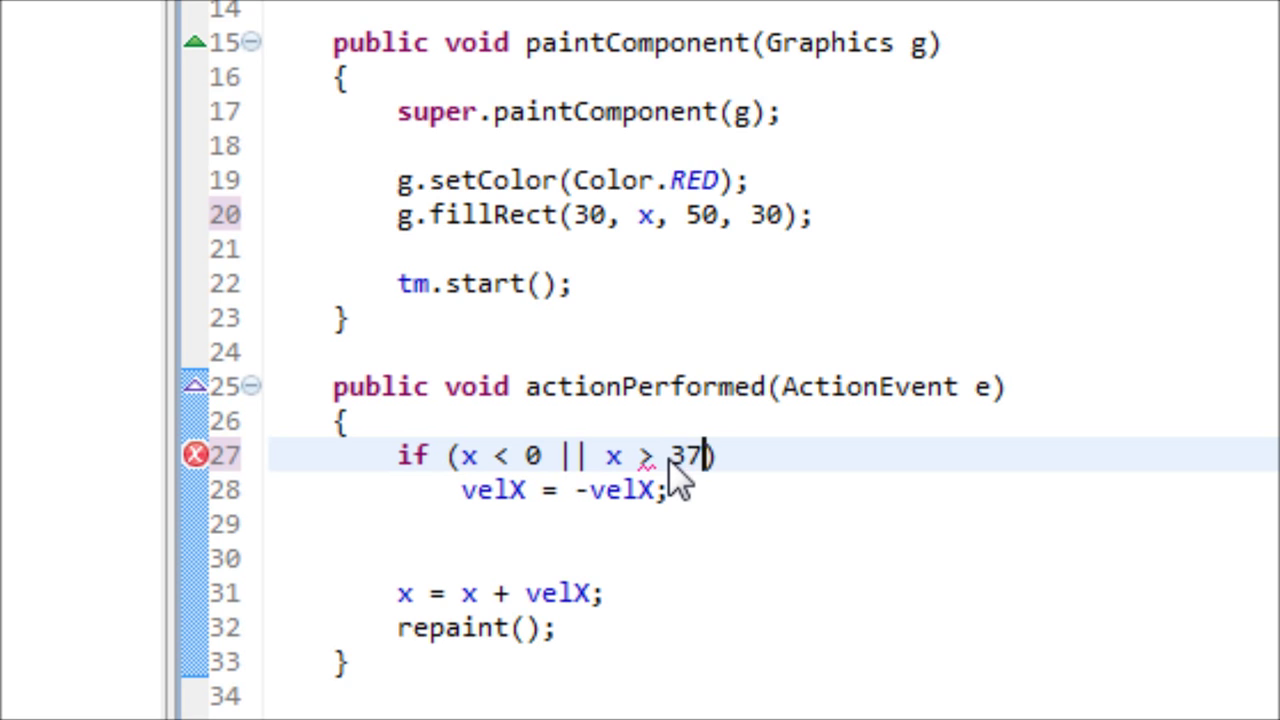 14
15 public void paintComponent(Graphics g)
16 {
17 super.paintComponent(g);
18
19 g.setColor(Color.RED);
20 g.fillRect(30, x, 50, 30);
21
22 tm.start();
23 }
24
25 public void actionPerformed(ActionEvent e)
26 {
27 if (x < 0 || x > 37)
28 velX = -velX;
29
30
31 x = x + velX;
32 repaint();
33 }
34